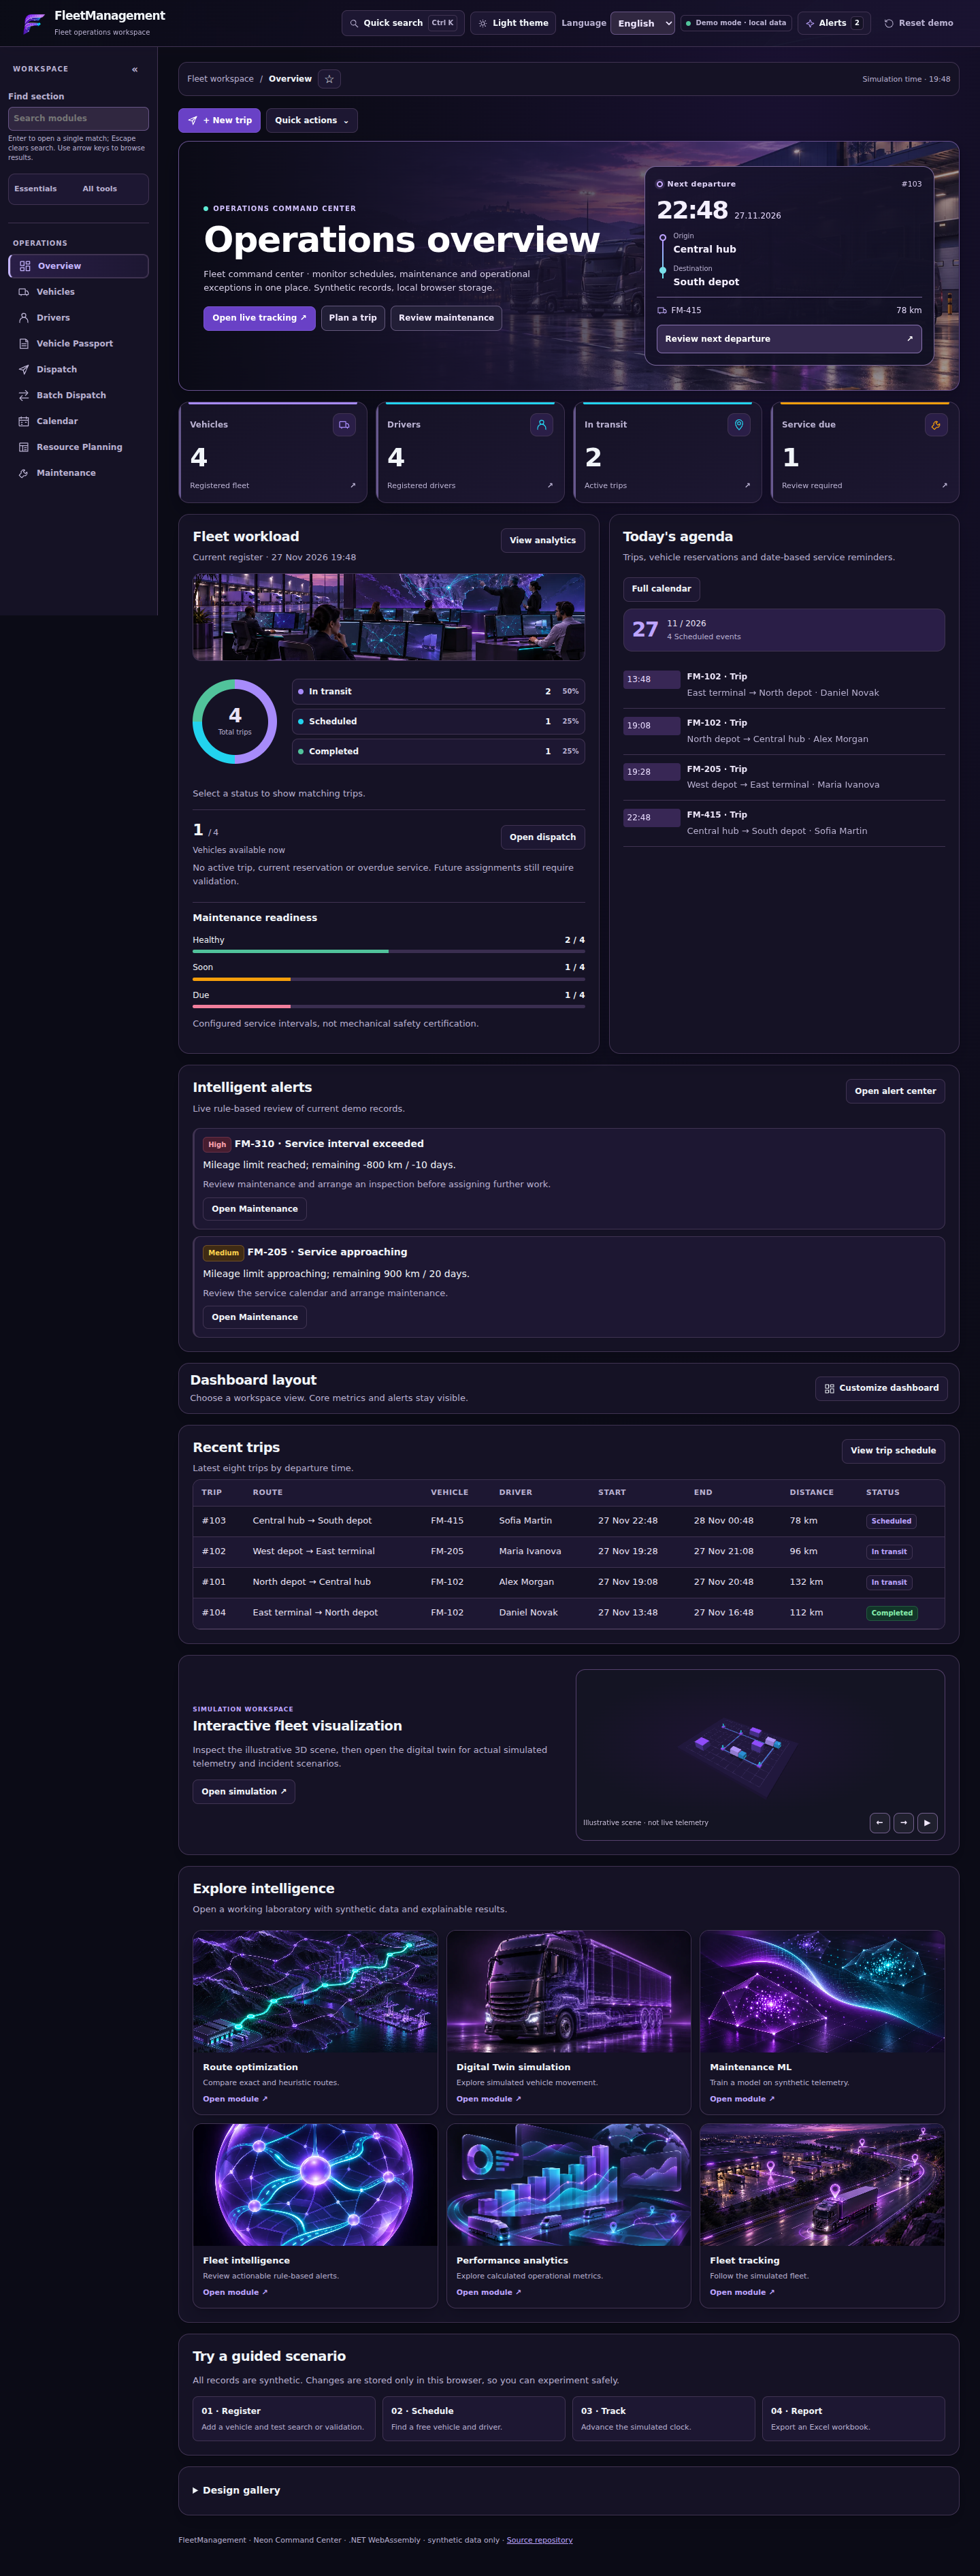 FleetManagement
Fleet operations workspace
Quick search Ctrl K
Light theme
Language English
Demo mode · local data
Alerts 2
Reset demo
WORKSPACE «
Find section
Search modules
Enter to open a single match; Escape
clears search. Use arrow keys to browse
results.
Essentials All tools
OPERATIONS
Overview
Vehicles
Drivers
Vehicle Passport
Dispatch
Batch Dispatch
Calendar
Resource Planning
Maintenance
Fleet workspace / Overview ☆
Simulation time · 19:48
+ New trip
Quick actions ⌄
OPERATIONS COMMAND CENTER
Operations overview
Fleet command center · monitor schedules, maintenance and operational
exceptions in one place. Synthetic records, local browser storage.
Open live tracking ↗ Plan a trip Review maintenance
Next departure #103
22:48 27.11.2026
Origin
Central hub
Destination
South depot
FM-415 78 km
Review next departure ↗
Vehicles
4
Registered fleet ↗
Drivers
4
Registered drivers ↗
In transit
2
Active trips ↗
Service due
1
Review required ↗
Fleet workload
View analytics
Current register · 27 Nov 2026 19:48
4
Total trips
In transit 2 50%
Scheduled 1 25%
Completed 1 25%
Select a status to show matching trips.
1 / 4
Vehicles available now
Open dispatch
No active trip, current reservation or overdue service. Future assignments still require
validation.
Maintenance readiness
Healthy 2 / 4
Soon 1 / 4
Due 1 / 4
Configured service intervals, not mechanical safety certification.
Today's agenda
Trips, vehicle reservations and date-based service reminders.
Full calendar
27 11 / 2026
4 Scheduled events
13:48 FM-102 · Trip
East terminal → North depot · Daniel Novak
19:08 FM-102 · Trip
North depot → Central hub · Alex Morgan
19:28 FM-205 · Trip
West depot → East terminal · Maria Ivanova
22:48 FM-415 · Trip
Central hub → South depot · Sofia Martin
Intelligent alerts
Open alert center
Live rule-based review of current demo records.
High FM-310 · Service interval exceeded
Mileage limit reached; remaining -800 km / -10 days.
Review maintenance and arrange an inspection before assigning further work.
Open Maintenance
Medium FM-205 · Service approaching
Mileage limit approaching; remaining 900 km / 20 days.
Review the service calendar and arrange maintenance.
Open Maintenance
Dashboard layout
Choose a workspace view. Core metrics and alerts stay visible.
Customize dashboard
Recent trips
View trip schedule
Latest eight trips by departure time.
TRIP ROUTE VEHICLE DRIVER START END DISTANCE STATUS
#103 Central hub → South depot FM-415 Sofia Martin 27 Nov 22:48 28 Nov 00:48 78 km Scheduled
#102 West depot → East terminal FM-205 Maria Ivanova 27 Nov 19:28 27 Nov 21:08 96 km In transit
#101 North depot → Central hub FM-102 Alex Morgan 27 Nov 19:08 27 Nov 20:48 132 km In transit
#104 East terminal → North depot FM-102 Daniel Novak 27 Nov 13:48 27 Nov 16:48 112 km Completed
SIMULATION WORKSPACE
Interactive fleet visualization
Inspect the illustrative 3D scene, then open the digital twin for actual simulated
telemetry and incident scenarios.
Open simulation ↗
Illustrative scene · not live telemetry ← → ▶
Explore intelligence
Open a working laboratory with synthetic data and explainable results.
Route optimization
Compare exact and heuristic routes.
Open module ↗
Digital Twin simulation
Explore simulated vehicle movement.
Open module ↗
Maintenance ML
Train a model on synthetic telemetry.
Open module ↗
Fleet intelligence
Review actionable rule-based alerts.
Open module ↗
Performance analytics
Explore calculated operational metrics.
Open module ↗
Fleet tracking
Follow the simulated fleet.
Open module ↗
Try a guided scenario
All records are synthetic. Changes are stored only in this browser, so you can experiment safely.
01 · Register
Add a vehicle and test search or validation.
02 · Schedule
Find a free vehicle and driver.
03 · Track
Advance the simulated clock.
04 · Report
Export an Excel workbook.
▶ Design gallery
FleetManagement · Neon Command Center · .NET WebAssembly · synthetic data only · Source repository